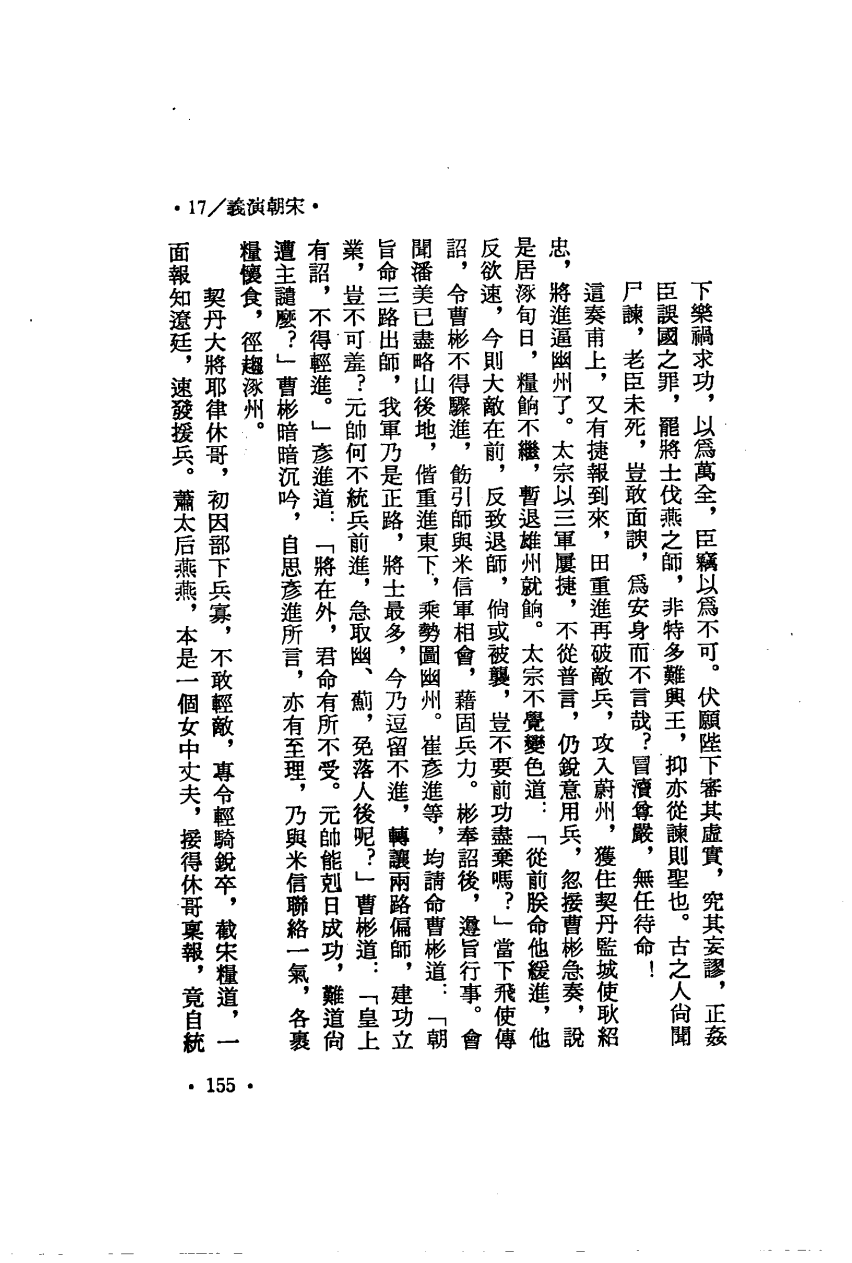 •17／義演朝宋•
下樂禍求功，以爲萬全，臣竊以爲不可。伏願陛下審其虛實，究其妄謬，正姦
臣誤國之罪，罷將士伐燕之師，非特多難興王，抑亦從諫則聖也。古之人尙聞
尸諫，老臣未死，豈敢面諛，爲安身而不言哉？冒瀆尊嚴，無任待命！
這奏甫上，又有捷報到來，田重進再破敵兵，攻入蔚州，獲住契丹監城使耿紹
忠，將進逼幽州了。太宗以三軍屢捷，不從普言，仍銳意用兵，忽接曹彬急奏，說
是居涿旬日，糧餉不繼，暫退雄州就餉。太宗不覺變色道：「從前朕命他緩進，他
反欲速，今則大敵在前，反致退師，倘或被襲，豈不要前功盡棄嗎？」當下飛使傳
詔，令曹彬不得驟進，飭引師與米信軍相會，藉固兵力。彬奉詔後，遵旨行事。會
聞潘美已盡略山後地，偕重進東下，乘勢圖幽州。崔彥進等，均請命曹彬道：「朝
旨命三路出師，我軍乃是正路，將士最多，今乃逗留不進，轉讓兩路偏師，建功立
業，豈不可羞？元帥何不統兵前進，急取幽、薊，免落人後呢？」曹彬道：「皇上
有詔，不得輕進。」彥進道：「將在外，君命有所不受。元帥能剋日成功，難道尙
遭主譴麼？」曹彬暗暗沉吟，自思彥進所言，亦有至理，乃與米信聯絡一氣，各裹
糧懷食，徑趨涿州。
契丹大將耶律休哥，初因部下兵寡，不敢輕敵，專令輕騎銳卒，截宋糧道，一
面報知遼廷，速發援兵。蕭太后燕燕，本是一個女中丈夫，接得休哥稟報，竟自統
•155•